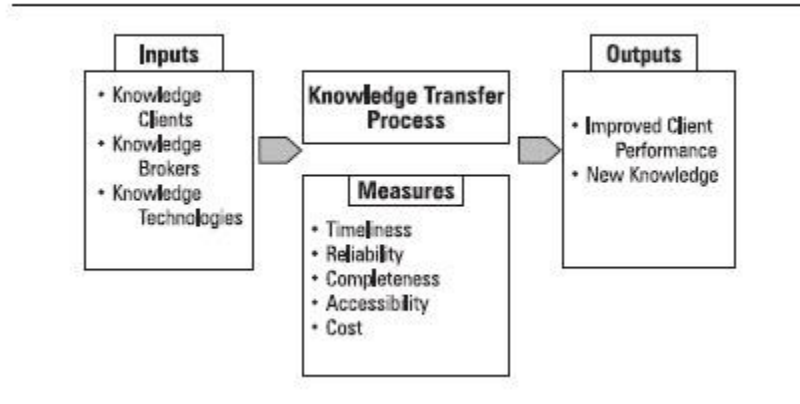 Inputs
• Knowledge
Clients
• Knowledge
Brokers
• Knowledge
Technologies
Knowledge Transfer
Process
Measures
• Timeliness
• Reliability
• Completeness
• Accessibility
• Cost
Outputs
• Improved Client
Performance
• New Knowledge